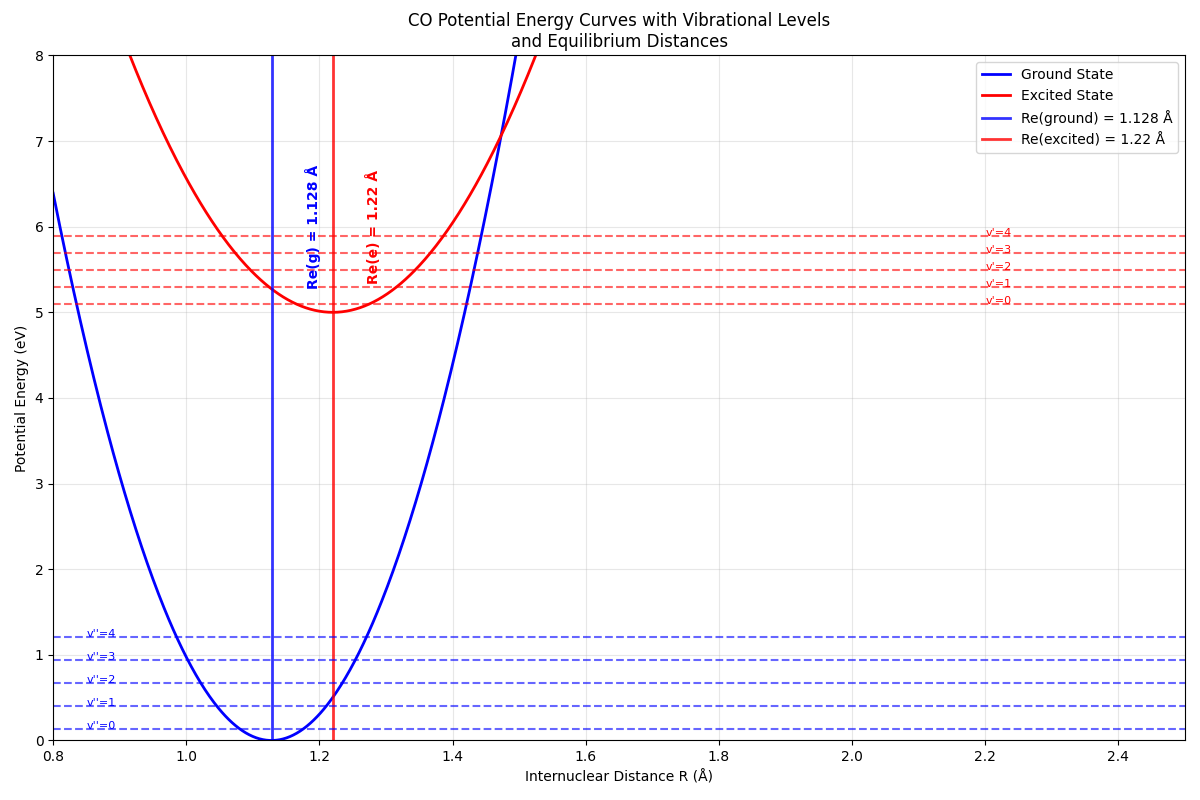 CO Potential Energy Curves with Vibrational Levels
and Equilibrium Distances
Potential Energy (eV)
8
7
6
5
4
3
2
1
0
Ground State
Excited State
Re(ground) = 1.128 Å
Re(excited) = 1.22 Å
Re(g) = 1.128 Å
Re(e) = 1.22 Å
v'=4
v'=3
v'=2
v'=1
v'=0
v''=4
v''=3
v''=2
v''=1
v''=0
0.8 1.0 1.2 1.4 1.6 1.8 2.0 2.2 2.4
Internuclear Distance R (Å)